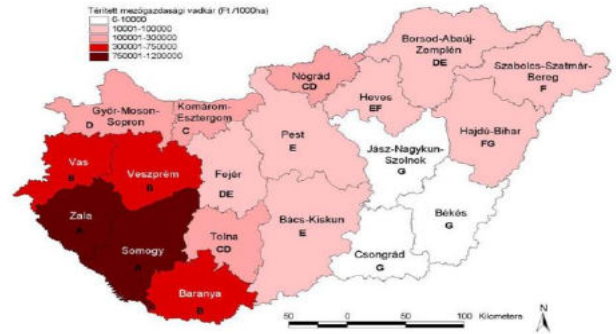 Térített mezőgazdasági vadkár (Ft /1000ha)
0-10000
10001-100000
100001-300000
300001-750000
750001-1200000
Borsod-Abaúj-
Zemplén
DE
Szabolcs-Szatmár-
Bereg
F
Nógrád
CD
Heves
EF
Győr-Moson-
Sopron
D
Komárom-
Esztergom
C
Pest
E
Hajdú-Bihar
FG
Jász-Nagykun-
Szolnok
G
Vas
B
Veszprém
B
Fejér
DE
Zala
A
Somogy
A
Tolna
CD
Bács-Kiskun
E
Békés
G
Csongrád
G
Baranya
B
50 0 50 100 Kilometers
N